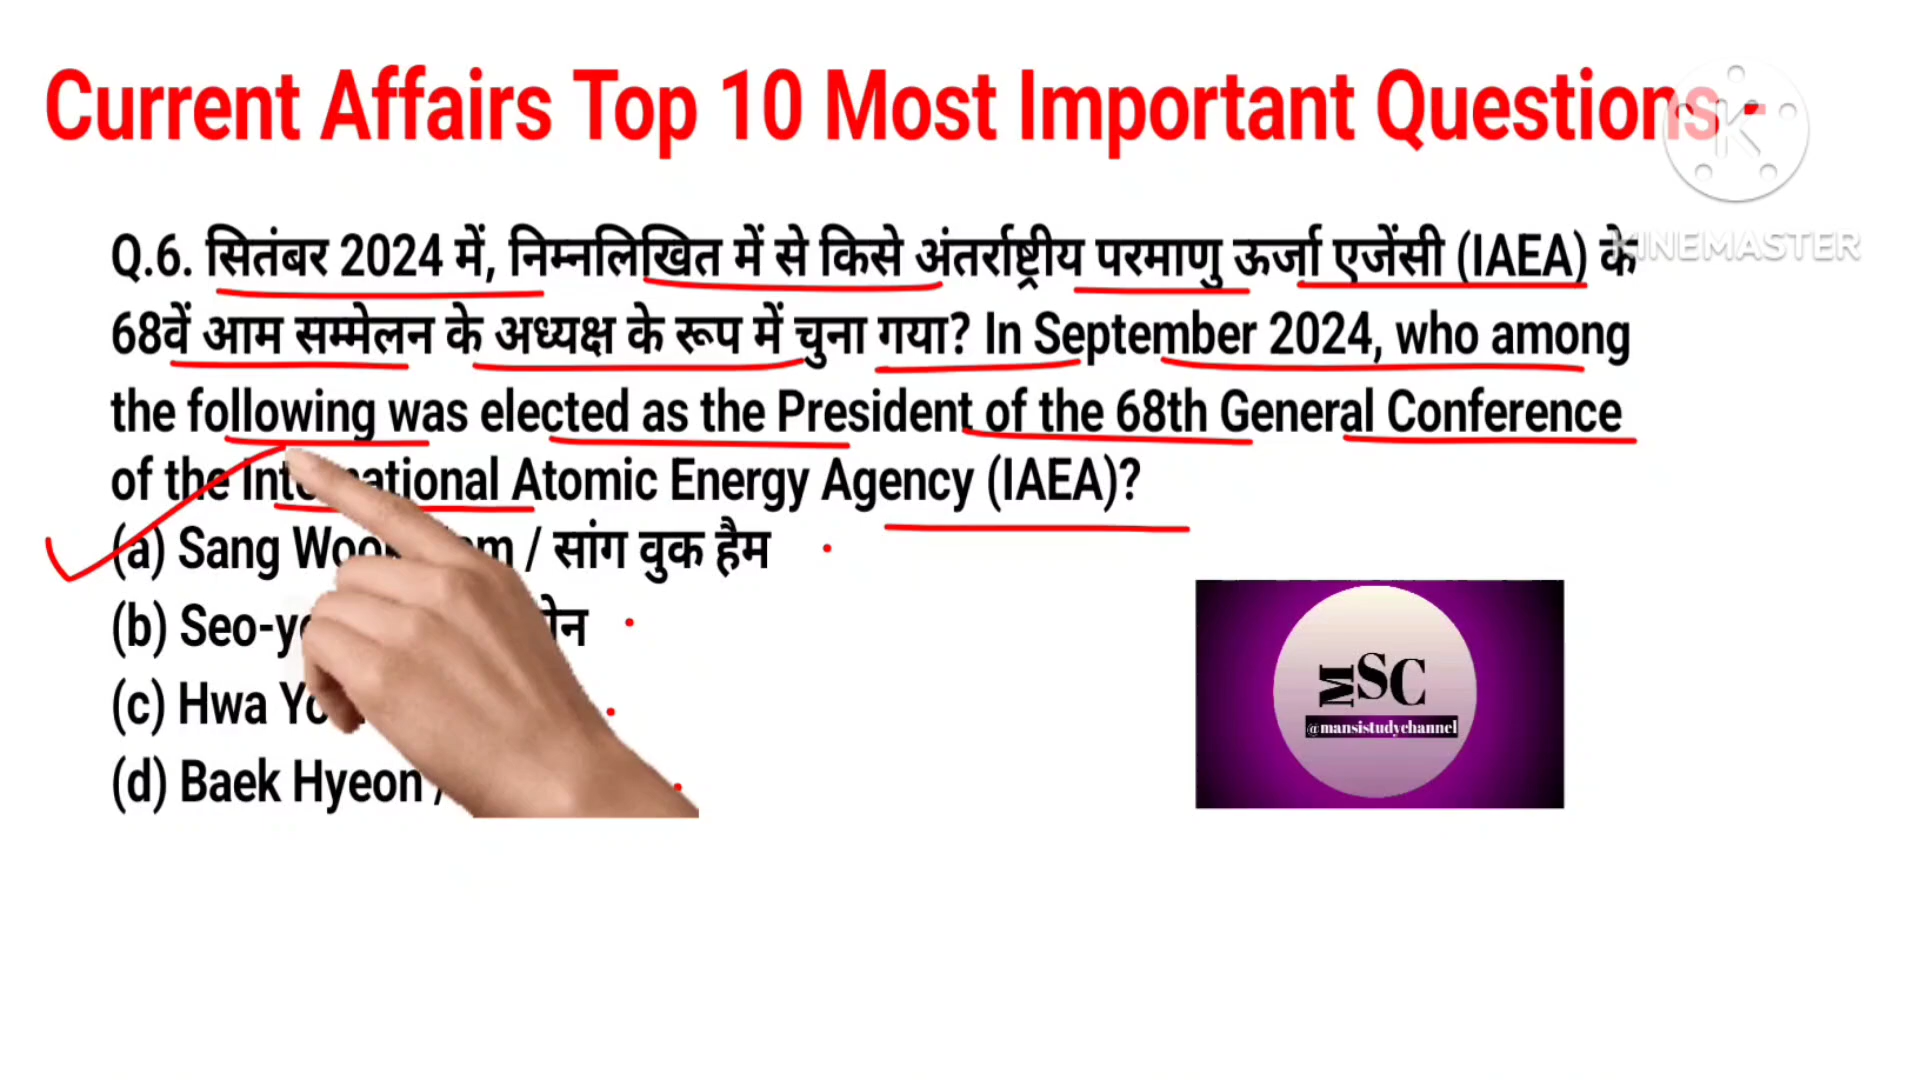 Current Affairs Top 10 Most Important Questions -
KINEMASTER
Q.6. सितंबर 2024 में, निम्नलिखित में से किसे अंतर्राष्ट्रीय परमाणु ऊर्जा एजेंसी (IAEA) के
68वें आम सम्मेलन के अध्यक्ष के रूप में चुना गया? In September 2024, who among
the following was elected as the President of the 68th General Conference
of the International Atomic Energy Agency (IAEA)?
(a) Sang / सांग वुक हैम
(b)
(c) Hwa
(d) Baek Hyeon /
MSC
@mansistudychannel